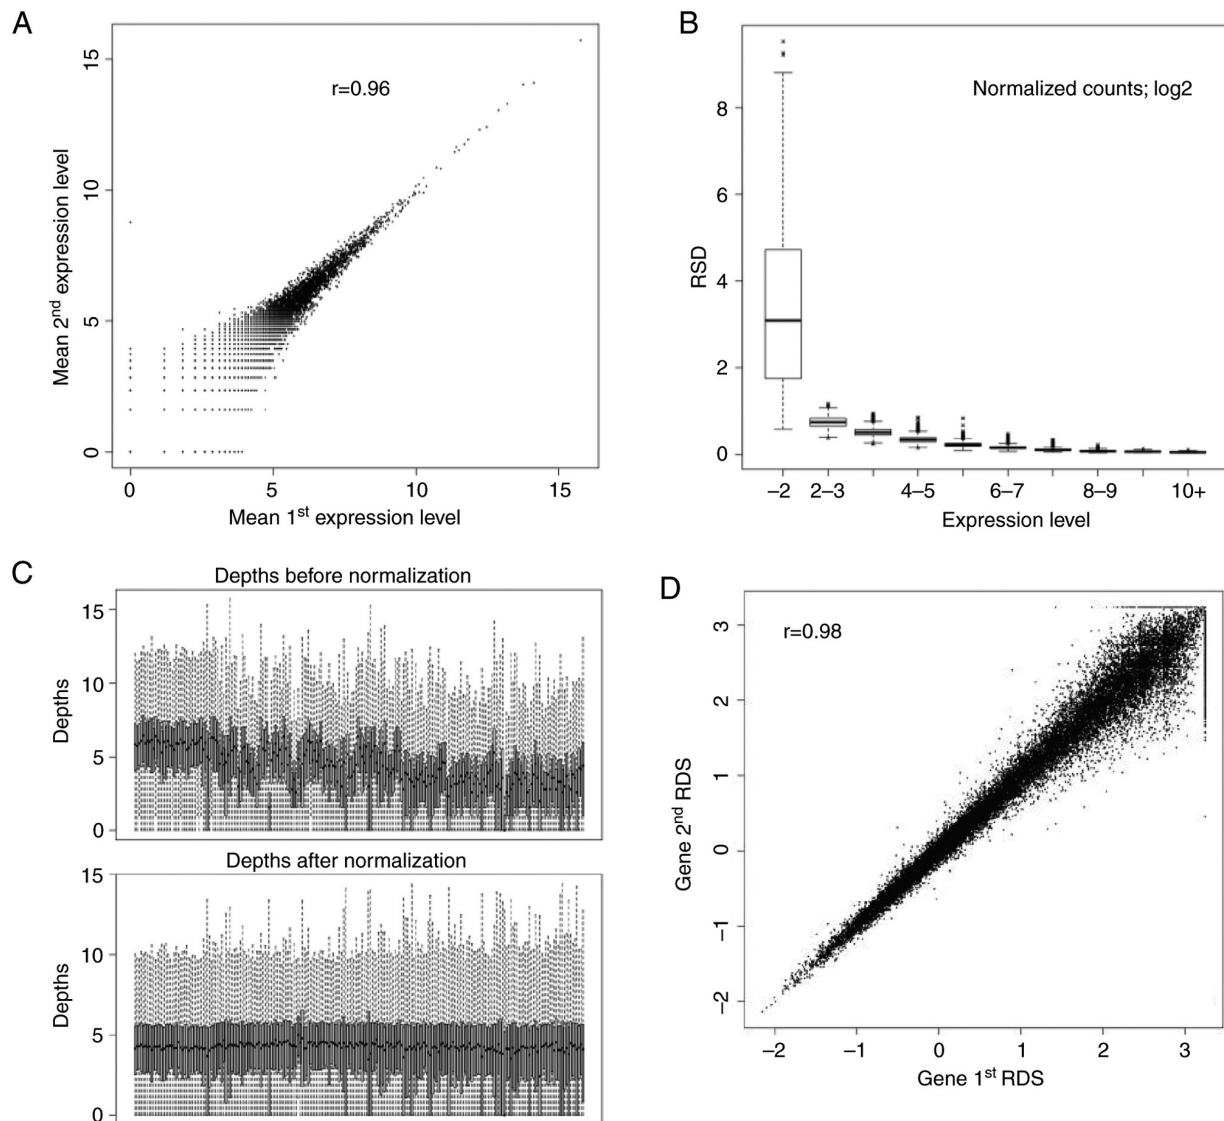 A
15
10
5
0
r=0.96
Mean 2nd expression level
0 5 10 15
Mean 1st expression level
B
8
6
4
2
0
Normalized counts; log2
RSD
–2 2–3 4–5 6–7 8–9 10+
Expression level
C
Depths before normalization
15
10
5
0
Depths
Depths after normalization
15
10
5
0
Depths
D
3
2
1
0
–1
–2
r=0.98
Gene 2nd RDS
–2 –1 0 1 2 3
Gene 1st RDS